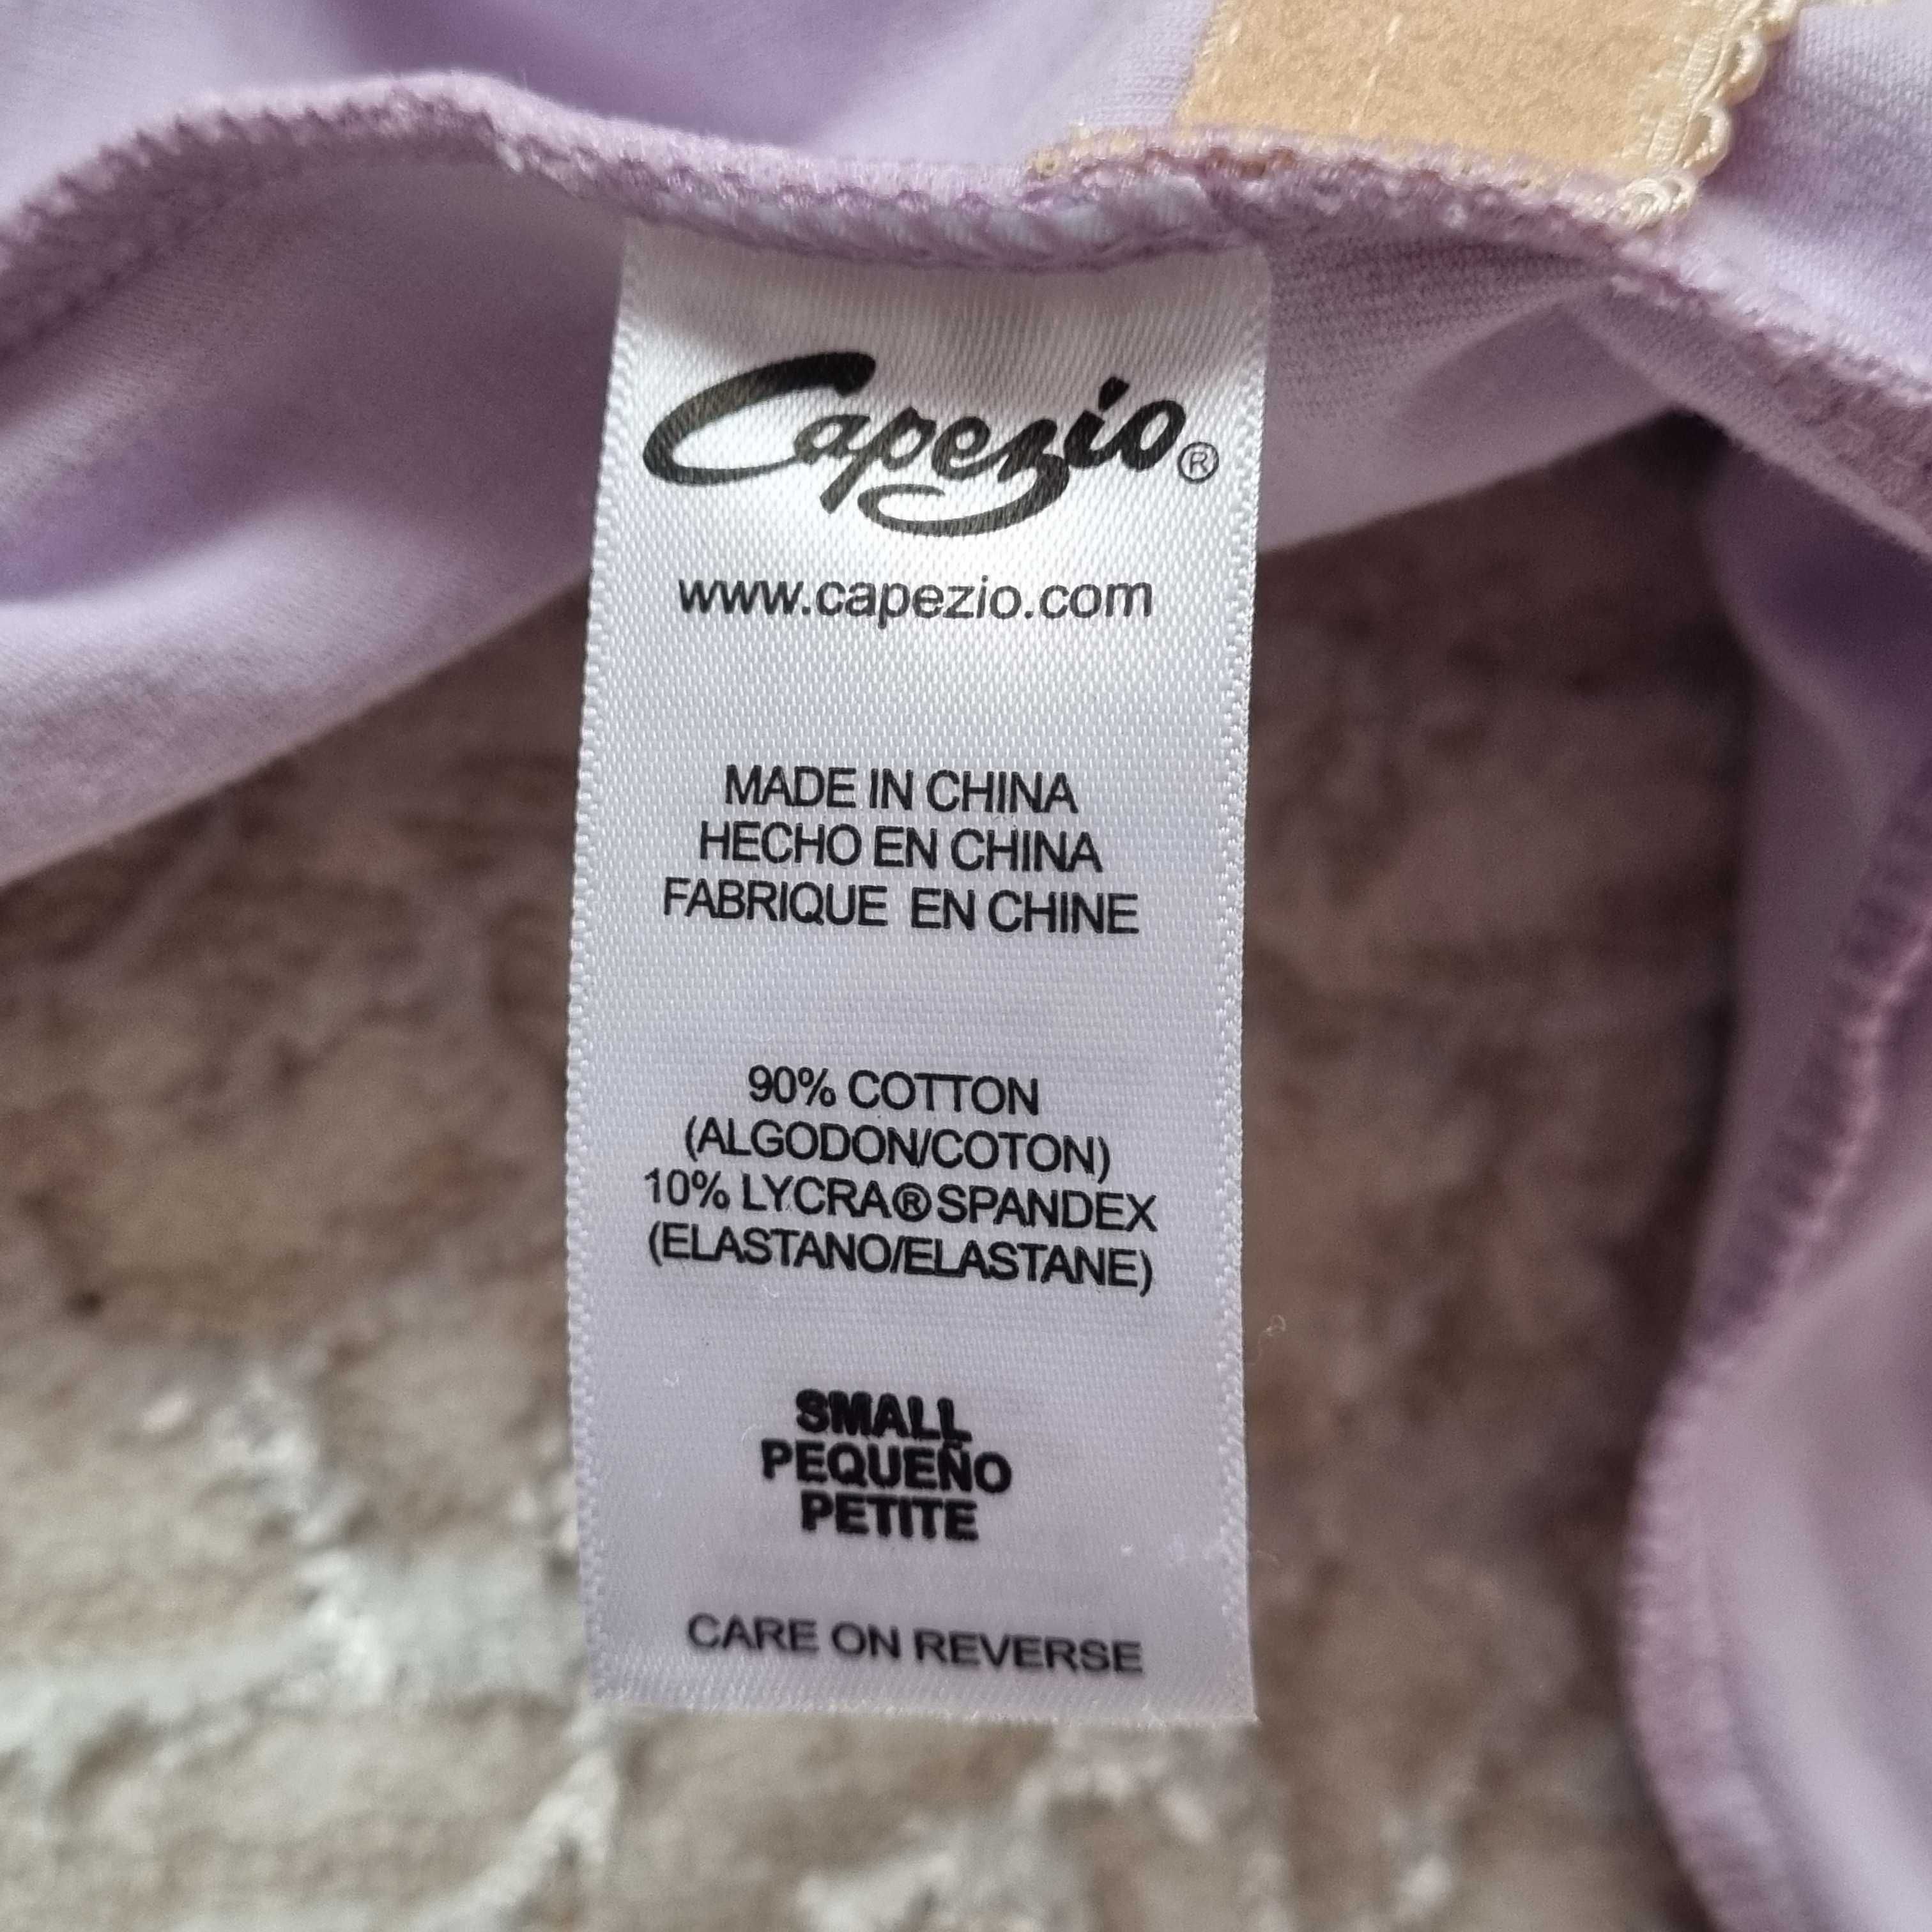 Capezio®
www.capezio.com
MADE IN CHINA
HECHO EN CHINA
FABRIQUE EN CHINE
90% COTTON
(ALGODON/COTON)
10% LYCRA® SPANDEX
(ELASTANO/ELASTANE)
SMALL
PEQUEÑO
PETITE
CARE ON REVERSE